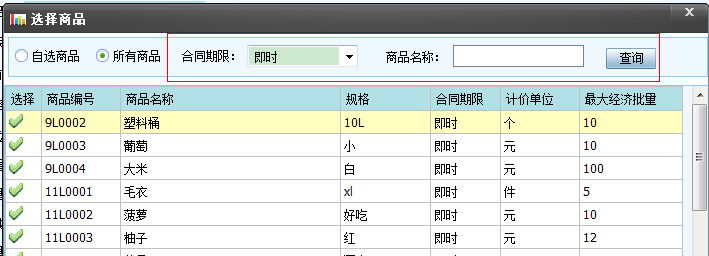 选择商品
自选商品 所有商品 合同期限: 即时 商品名称: 查询
选择 商品编号 商品名称 规格 合同期限 计价单位 最大经济批量
9L0002 塑料桶 10L 即时 个 10
9L0003 葡萄 小 即时 元 10
9L0004 大米 白 即时 元 100
11L0001 毛衣 xl 即时 件 5
11L0002 菠萝 好吃 即时 元 10
11L0003 柚子 红 即时 元 12